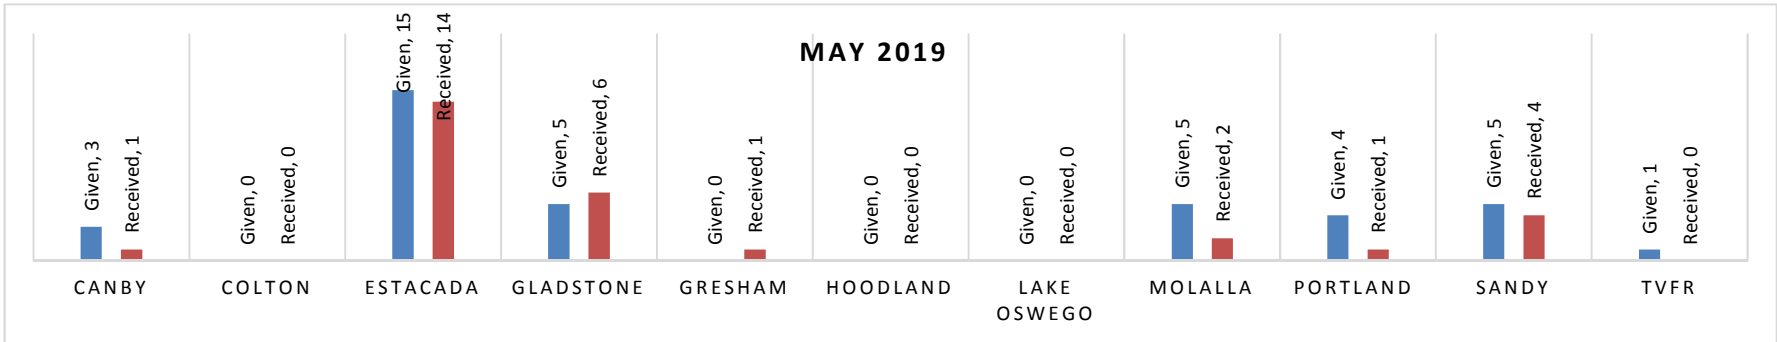 MAY 2019
Given, 3
Received, 1
Given, 0
Received, 0
Given, 15
Received, 14
Given, 5
Received, 6
Given, 0
Received, 1
Given, 0
Received, 0
Given, 0
Received, 0
Given, 5
Received, 2
Given, 4
Received, 1
Given, 5
Received, 4
Given, 1
Received, 0
CANBY
COLTON
ESTACADA
GLADSTONE
GRESHAM
HOODLAND
LAKE
OSWEGO
MOLALLA
PORTLAND
SANDY
TVFR